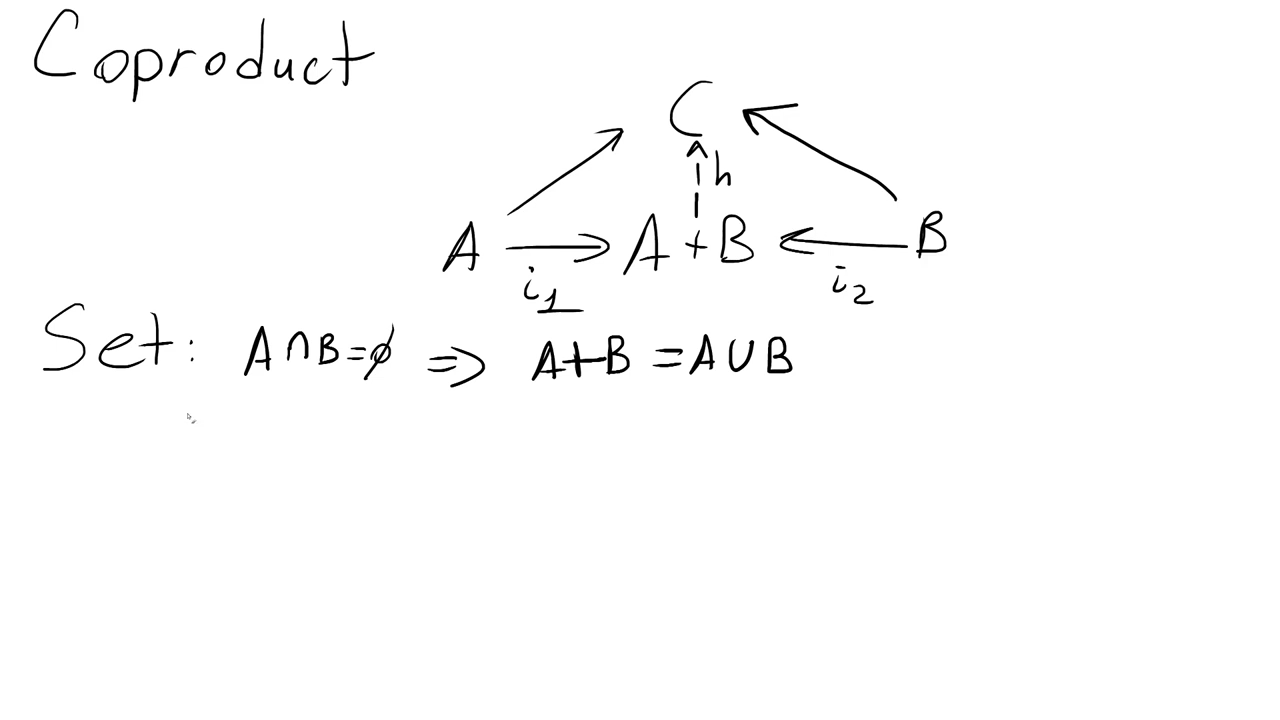 Coproduct
C
h
A → A + B ← B
i₁ i₂
Set: A∩B=∅ ⇒ A+B = A∪B